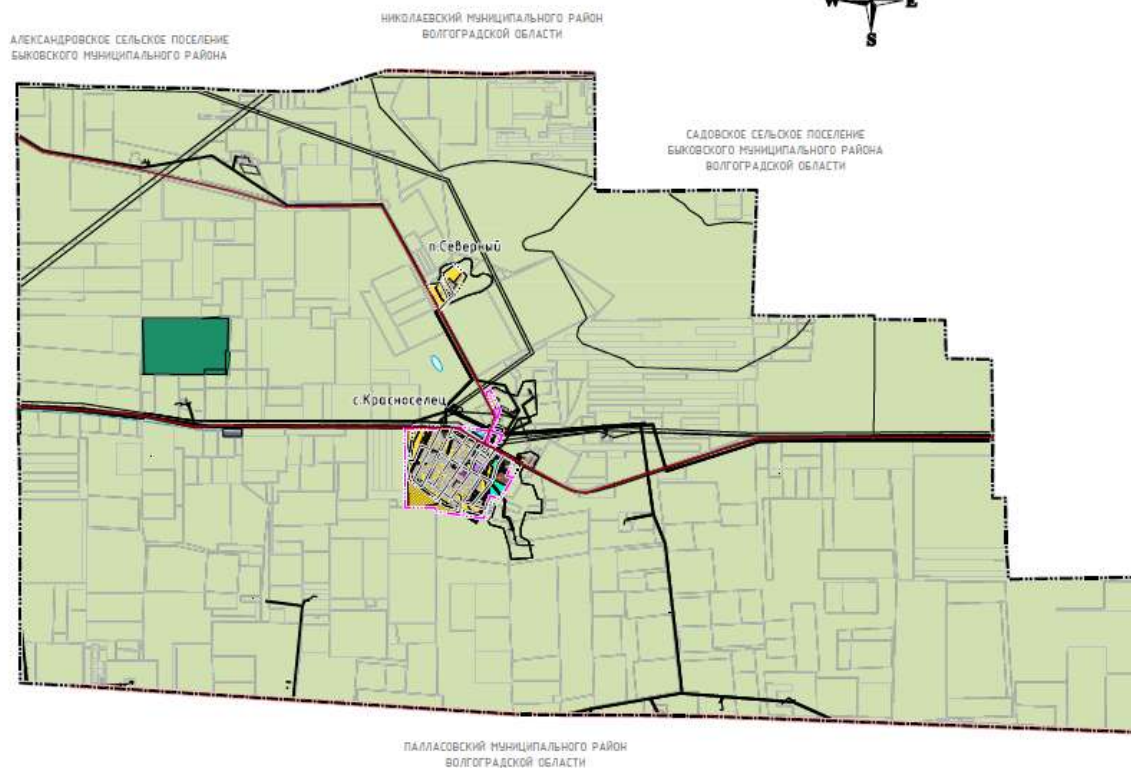 W E
S
НИКОЛАЕВСКИЙ МУНИЦИПАЛЬНОГО РАЙОН
ВОЛГОГРАДСКОЙ ОБЛАСТИ
АЛЕКСАНДРОВСКОЕ СЕЛЬСКОЕ ПОСЕЛЕНИЕ
БЫКОВСКОГО МУНИЦИПАЛЬНОГО РАЙОНА
САДОВСКОЕ СЕЛЬСКОЕ ПОСЕЛЕНИЕ
БЫКОВСКОГО МУНИЦИПАЛЬНОГО РАЙОНА
ВОЛГОГРАДСКОЙ ОБЛАСТИ
п.Северный
с.Красноселец
ПАЛЛАСОВСКИЙ МУНИЦИПАЛЬНОГО РАЙОН
ВОЛГОГРАДСКОЙ ОБЛАСТИ